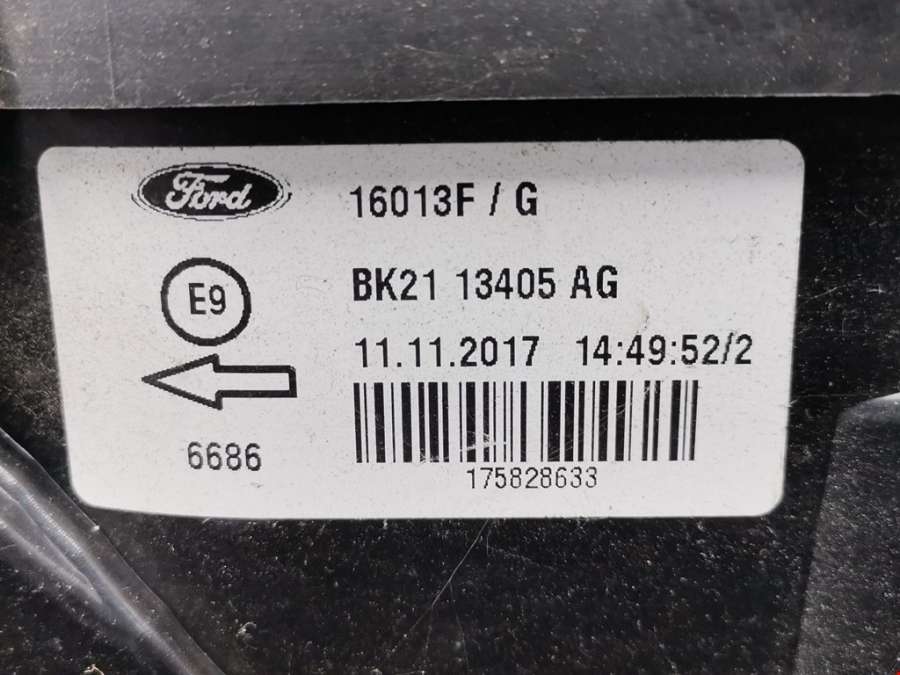 Ford
16013F / G
E9
BK21 13405 AG
11.11.2017 14:49:52/2
6686
175828633